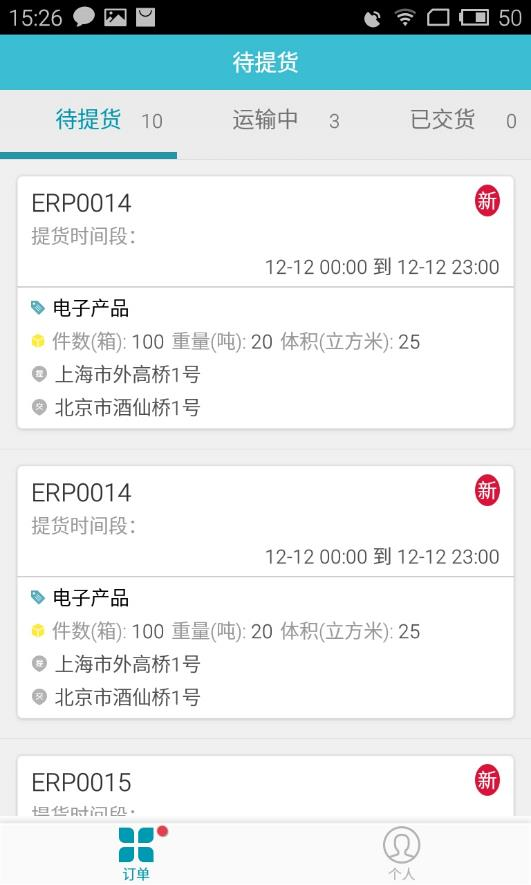 15:26 50
待提货
待提货 10 运输中 3 已交货 0
ERP0014 新
提货时间段:
12-12 00:00 到 12-12 23:00
电子产品
件数(箱): 100 重量(吨): 20 体积(立方米): 25
提 上海市外高桥1号
交 北京市酒仙桥1号
ERP0014 新
提货时间段:
12-12 00:00 到 12-12 23:00
电子产品
件数(箱): 100 重量(吨): 20 体积(立方米): 25
提 上海市外高桥1号
交 北京市酒仙桥1号
ERP0015 新
提货时间段:
订单 个人